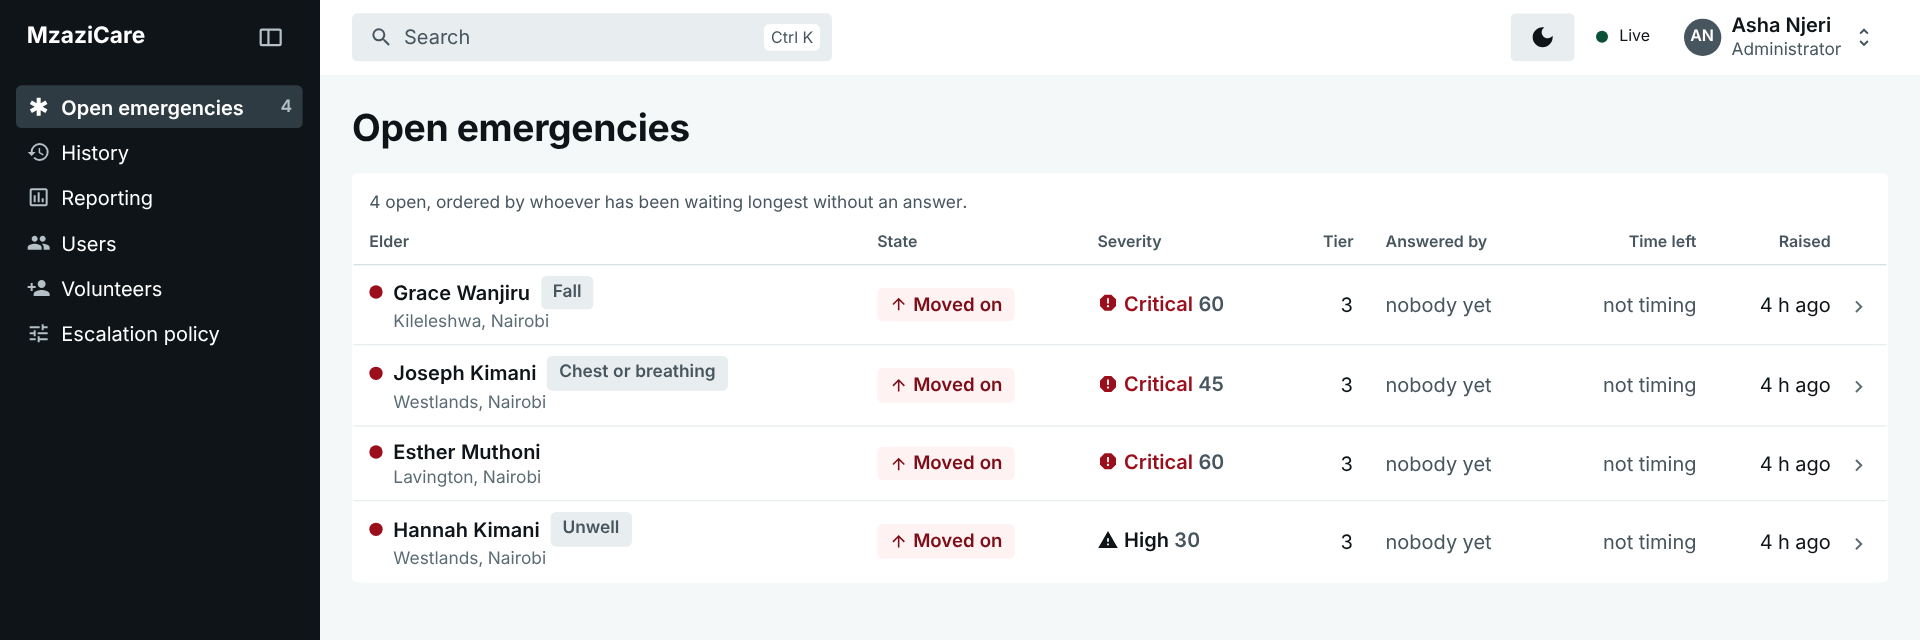 MzaziCare
Search
Ctrl K
Live
AN
Asha Njeri
Administrator
Open emergencies 4
History
Reporting
Users
Volunteers
Escalation policy
Open emergencies
4 open, ordered by whoever has been waiting longest without an answer.
Elder State Severity Tier Answered by Time left Raised
Grace Wanjiru Fall Moved on Critical 60 3 nobody yet not timing 4 h ago
Kileleshwa, Nairobi
Joseph Kimani Chest or breathing Moved on Critical 45 3 nobody yet not timing 4 h ago
Westlands, Nairobi
Esther Muthoni Moved on Critical 60 3 nobody yet not timing 4 h ago
Lavington, Nairobi
Hannah Kimani Unwell Moved on High 30 3 nobody yet not timing 4 h ago
Westlands, Nairobi